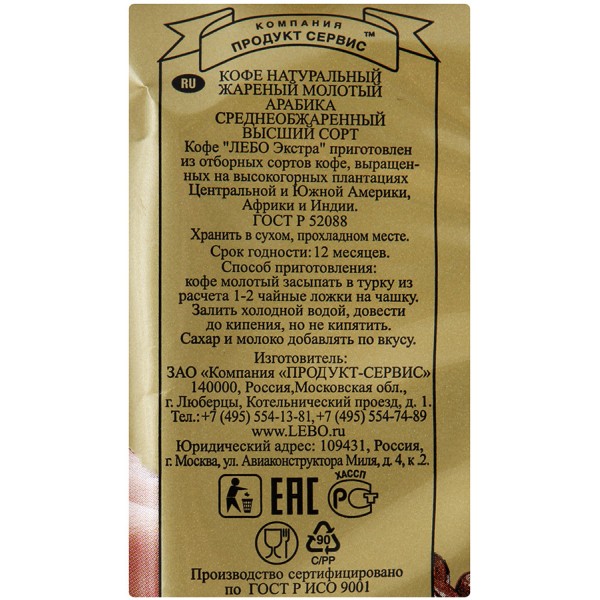 КОМПАНИЯ
ПРОДУКТ СЕРВИС™
RU
КОФЕ НАТУРАЛЬНЫЙ
ЖАРЕНЫЙ МОЛОТЫЙ
АРАБИКА
СРЕДНЕОБЖАРЕННЫЙ
ВЫСШИЙ СОРТ
Кофе "ЛЕБО Экстра" приготовлен
из отборных сортов кофе, выращен-
ных на высокогорных плантациях
Центральной и Южной Америки,
Африки и Индии.
ГОСТ Р 52088
Хранить в сухом, прохладном месте.
Срок годности: 12 месяцев.
Способ приготовления:
кофе молотый засыпать в турку из
расчета 1-2 чайные ложки на чашку.
Залить холодной водой, довести
до кипения, но не кипятить.
Сахар и молоко добавлять по вкусу.
Изготовитель:
ЗАО «Компания “ПРОДУКТ-СЕРВИС»
140000, Россия,Московская обл.,
г. Люберцы, Котельнический проезд, д. 1.
Тел.:+7 (495) 554-13-81,+7 (495) 554-74-89
www.LEBO.ru
Юридический адрес: 109431, Россия,
г. Москва, ул. Авиаконструктора Миля, д. 4, к.2.
ХАССП
ЕАС
РСТ
90
C/PP
Производство сертифицировано
по ГОСТ Р ИСО 9001